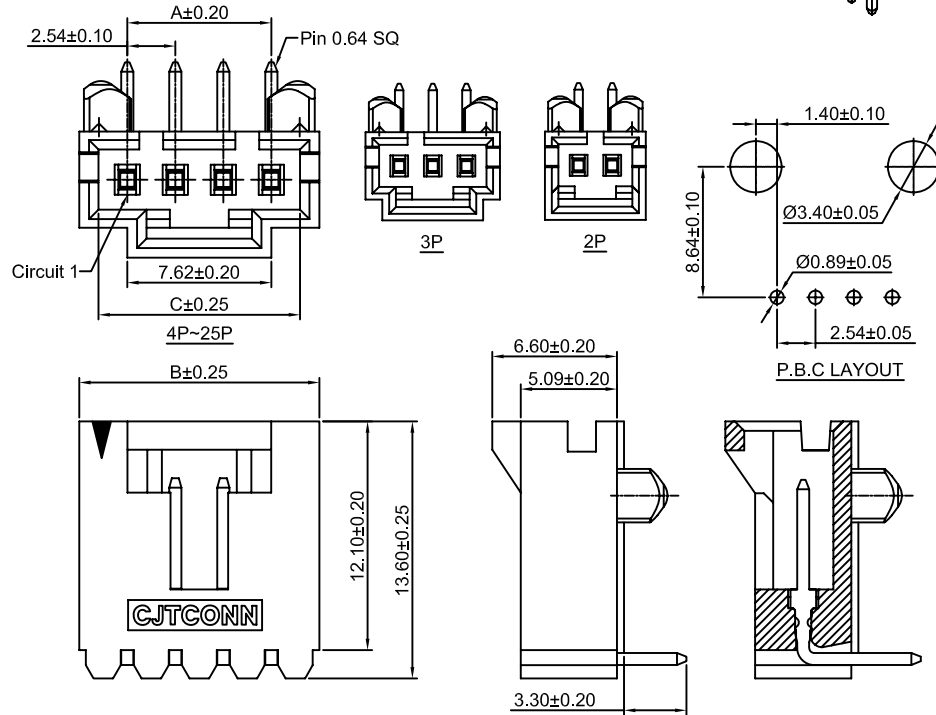 A±0.20
2.54±0.10
Pin 0.64 SQ
1.40±0.10
8.64±0.10
Ø3.40±0.05
3P
2P
Circuit 1
7.62±0.20
Ø0.89±0.05
C±0.25
4P~25P
2.54±0.05
P.B.C LAYOUT
B±0.25
6.60±0.20
5.09±0.20
12.10±0.20
13.60±0.25
CJTCONN
3.30±0.20